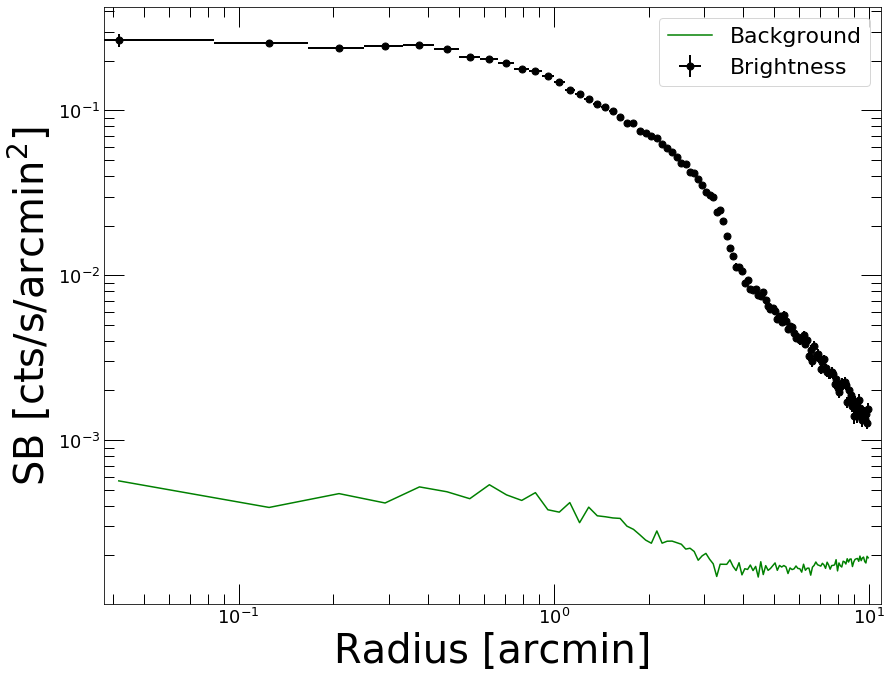 Background
Brightness
SB [cts/s/arcmin²]
10⁻¹
10⁻²
10⁻³
10⁻¹
10⁰
10¹
Radius [arcmin]